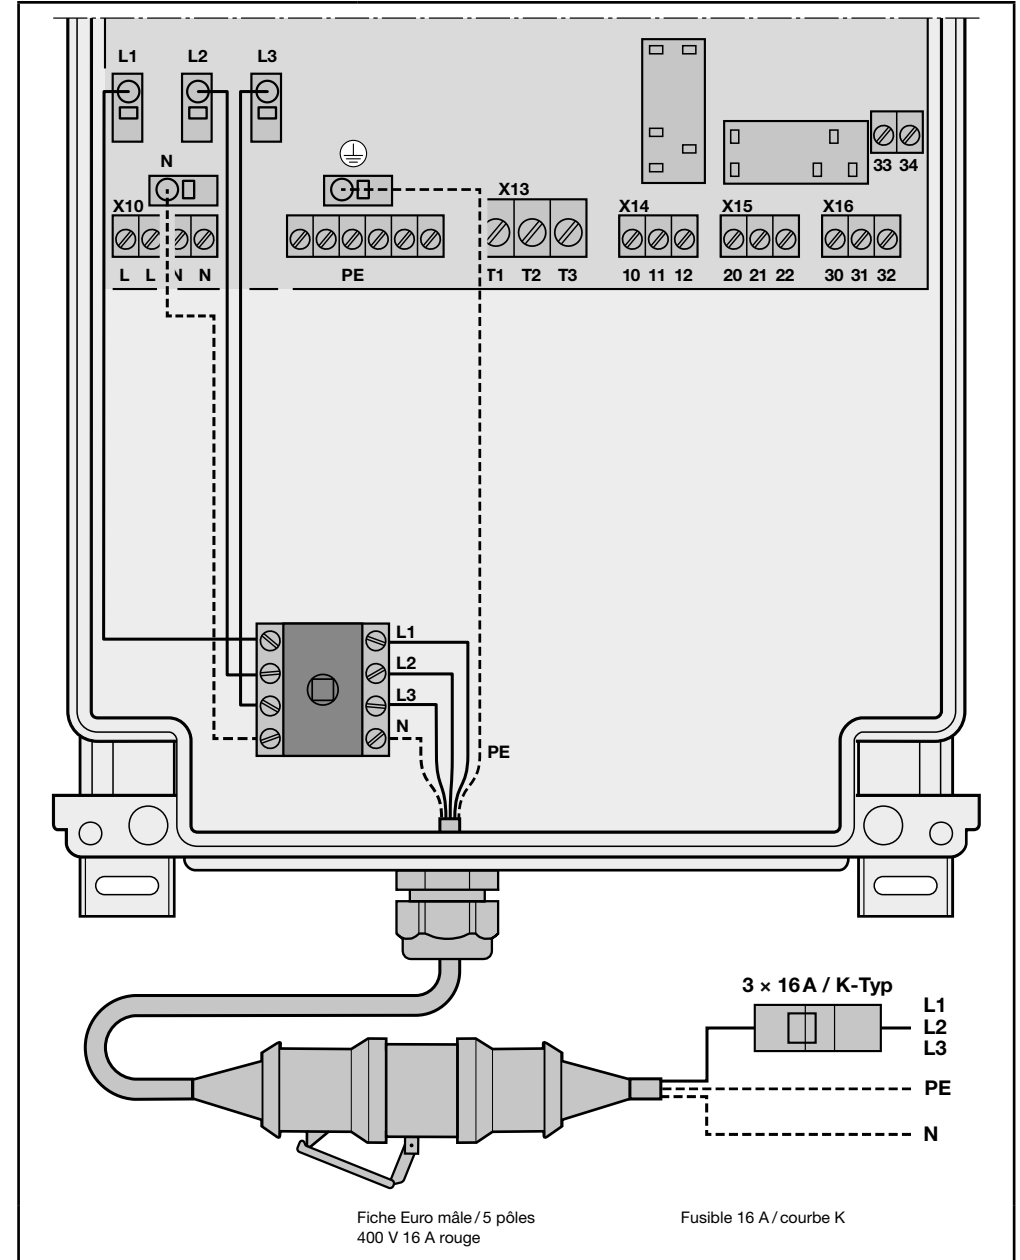 L1 L2 L3
N
X10 X13 X14 X15 X16
33 34
L L N N PE T1 T2 T3 10 11 12 20 21 22 30 31 32
L1
L2
L3
N
PE
3 × 16 A / K-Typ
L1
L2
L3
PE
N
Fiche Euro mâle / 5 pôles
400 V 16 A rouge
Fusible 16 A / courbe K